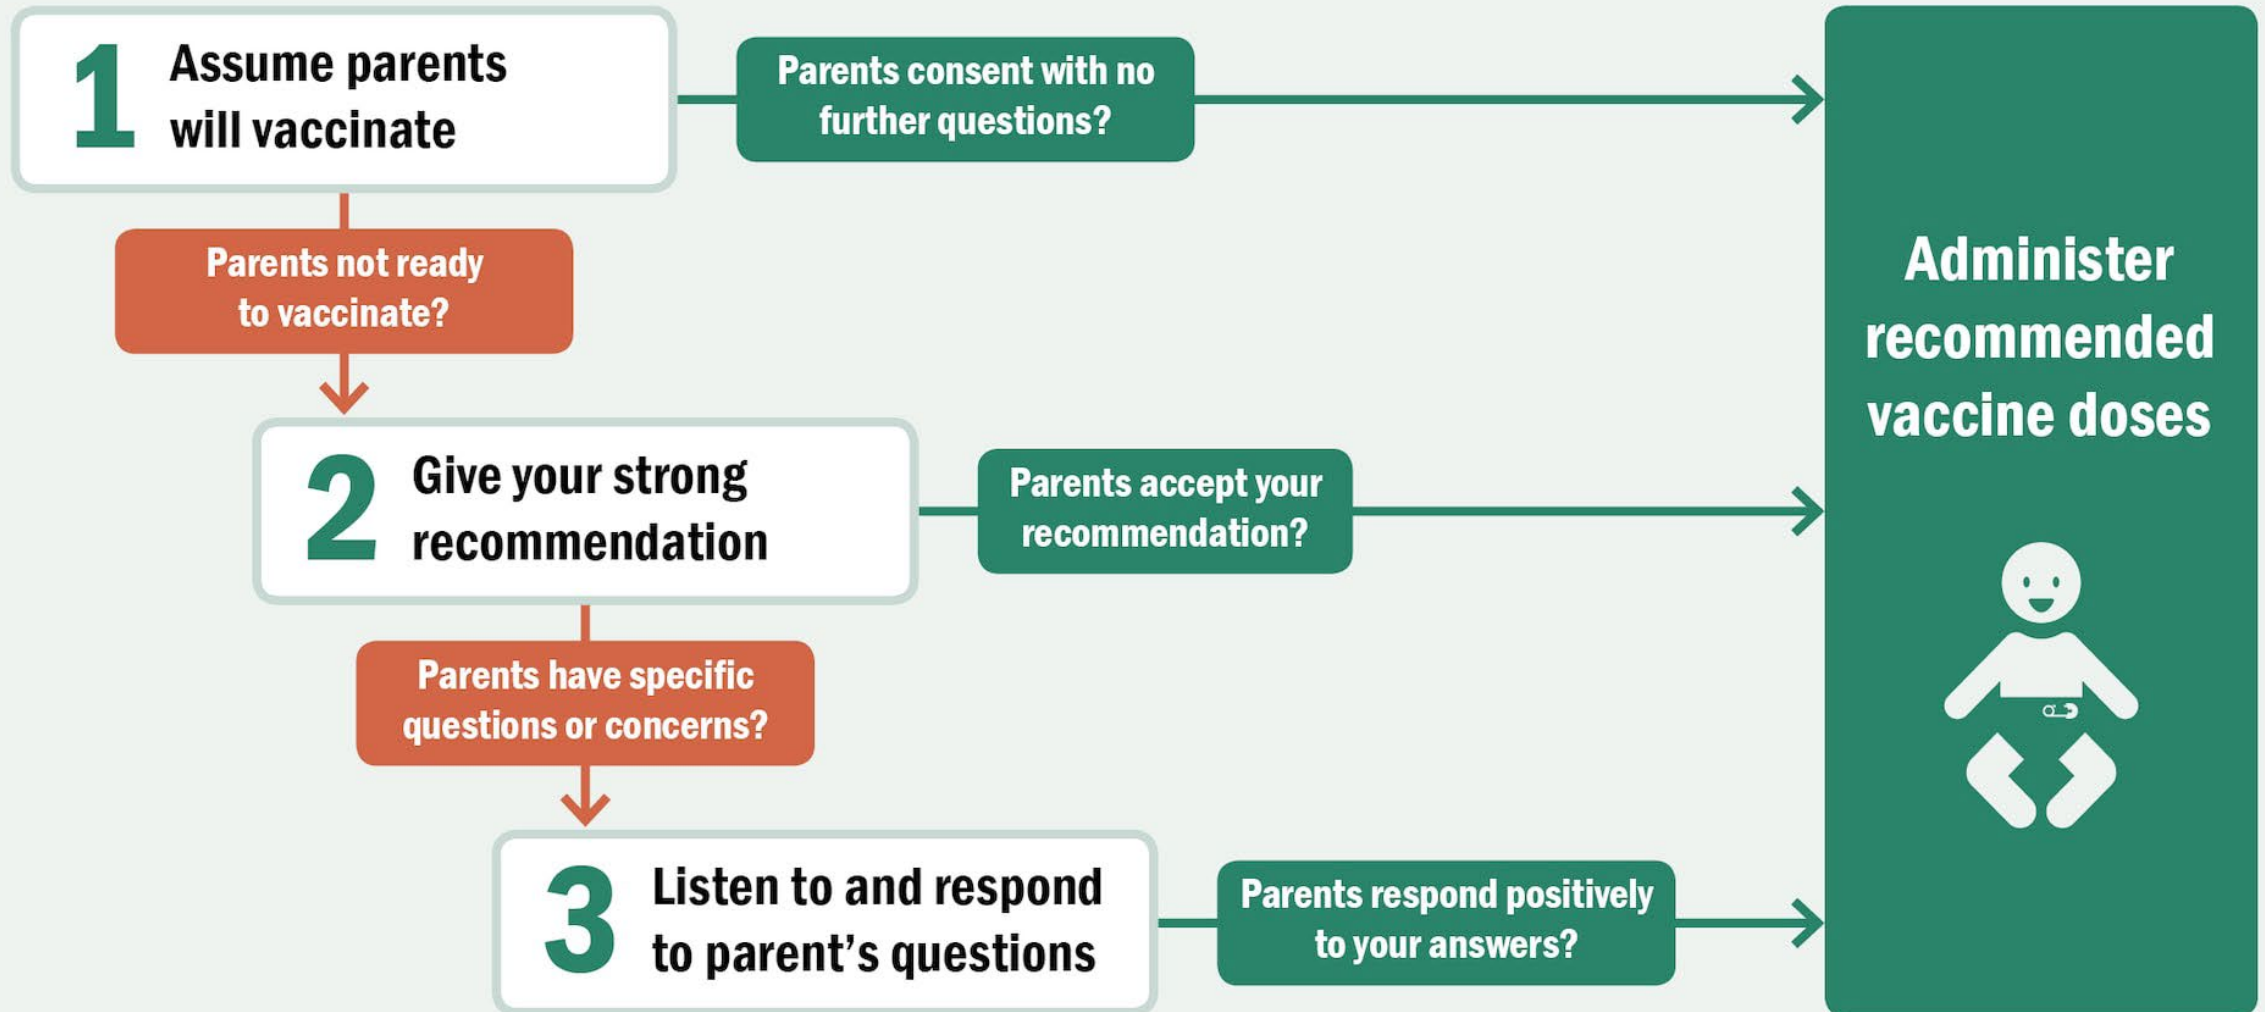 1
Assume parents
will vaccinate
Parents consent with no
further questions?
Parents not ready
to vaccinate?
2
Give your strong
recommendation
Parents accept your
recommendation?
Parents have specific
questions or concerns?
3
Listen to and respond
to parent’s questions
Parents respond positively
to your answers?
Administer
recommended
vaccine doses